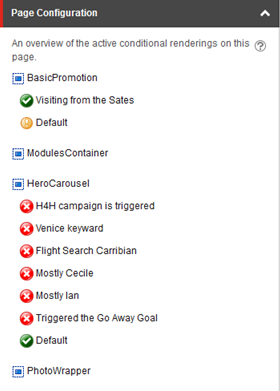 Page Configuration
An overview of the active conditional renderings on this
page.
BasicPromotion
Visiting from the Sates
Default
ModulesContainer
HeroCarousel
H4H campaign is triggered
Venice keyward
Flight Search Carribian
Mostly Cecile
Mostly Ian
Triggered the Go Away Goal
Default
PhotoWrapper